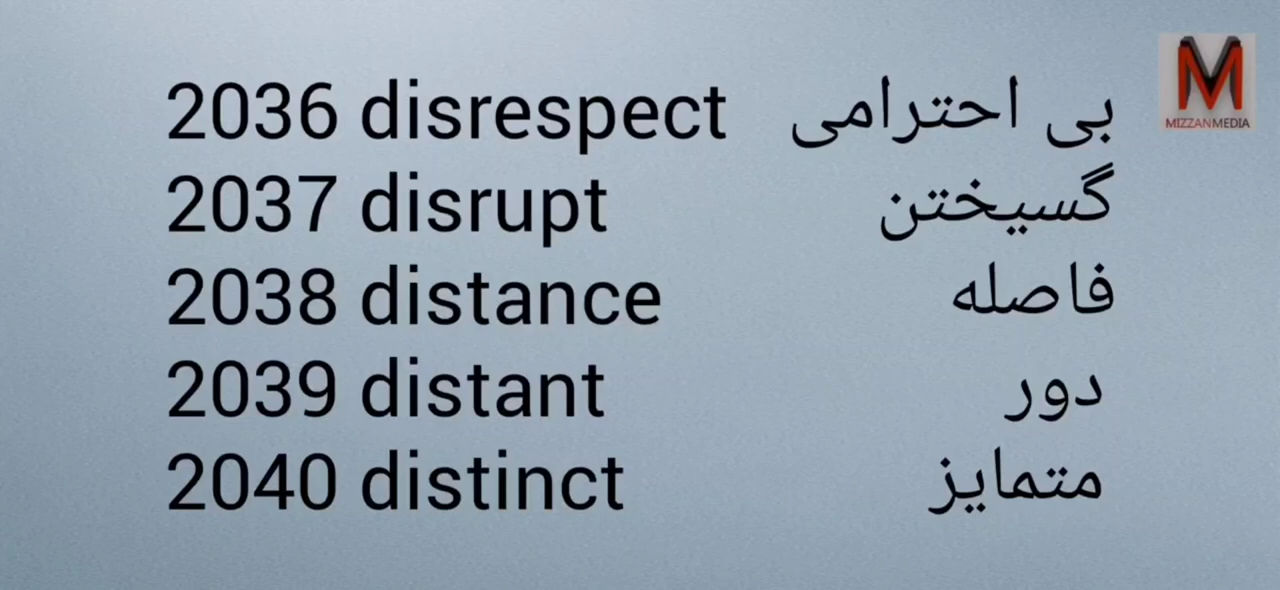 2036 disrespect بی احترامی
2037 disrupt گسیختن
2038 distance فاصله
2039 distant دور
2040 distinct متمایز
MIZZANMEDIA